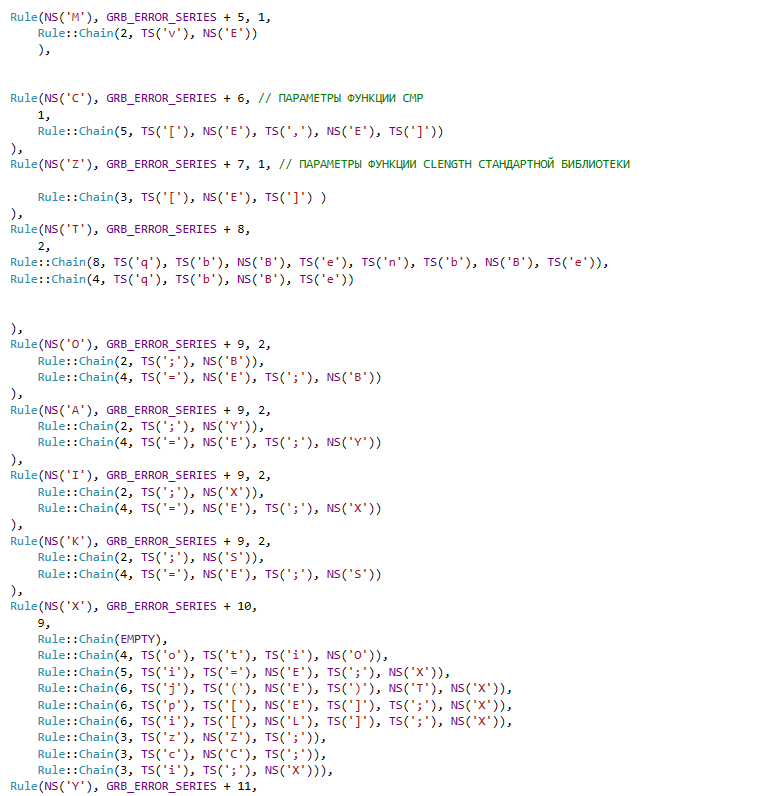 Rule(NS('M'), GRB_ERROR_SERIES + 5, 1,
    Rule::Chain(2, TS('v'), NS('E'))
    ),
Rule(NS('C'), GRB_ERROR_SERIES + 6, // ПАРАМЕТРЫ ФУНКЦИИ CMP
    1,
    Rule::Chain(5, TS('['), NS('E'), TS(','), NS('E'), TS(']'))
),
Rule(NS('Z'), GRB_ERROR_SERIES + 7, 1, // ПАРАМЕТРЫ ФУНКЦИИ CLENGTH СТАНДАРТНОЙ БИБЛИОТЕКИ
    Rule::Chain(3, TS('['), NS('E'), TS(']') )
),
Rule(NS('T'), GRB_ERROR_SERIES + 8,
    2,
Rule::Chain(8, TS('q'), TS('b'), NS('B'), TS('e'), TS('n'), TS('b'), NS('B'), TS('e')),
Rule::Chain(4, TS('q'), TS('b'), NS('B'), TS('e'))
),
Rule(NS('O'), GRB_ERROR_SERIES + 9, 2,
    Rule::Chain(2, TS(';'), NS('B')),
    Rule::Chain(4, TS('='), NS('E'), TS(';'), NS('B'))
),
Rule(NS('A'), GRB_ERROR_SERIES + 9, 2,
    Rule::Chain(2, TS(';'), NS('Y')),
    Rule::Chain(4, TS('='), NS('E'), TS(';'), NS('Y'))
),
Rule(NS('I'), GRB_ERROR_SERIES + 9, 2,
    Rule::Chain(2, TS(';'), NS('X')),
    Rule::Chain(4, TS('='), NS('E'), TS(';'), NS('X'))
),
Rule(NS('K'), GRB_ERROR_SERIES + 9, 2,
    Rule::Chain(2, TS(';'), NS('S')),
    Rule::Chain(4, TS('='), NS('E'), TS(';'), NS('S'))
),
Rule(NS('X'), GRB_ERROR_SERIES + 10,
    9,
    Rule::Chain(EMPTY),
    Rule::Chain(4, TS('o'), TS('t'), TS('i'), NS('O')),
    Rule::Chain(5, TS('i'), TS('='), NS('E'), TS(';'), NS('X')),
    Rule::Chain(6, TS('j'), TS('('), NS('E'), TS(')'), NS('T'), NS('X')),
    Rule::Chain(6, TS('p'), TS('['), NS('E'), TS(']'), TS(';'), NS('X')),
    Rule::Chain(6, TS('i'), TS('['), NS('L'), TS(']'), TS(';'), NS('X')),
    Rule::Chain(3, TS('z'), NS('Z'), TS(';')),
    Rule::Chain(3, TS('c'), NS('C'), TS(';')),
    Rule::Chain(3, TS('i'), TS(';'), NS('X'))),
Rule(NS('Y'), GRB_ERROR_SERIES + 11,